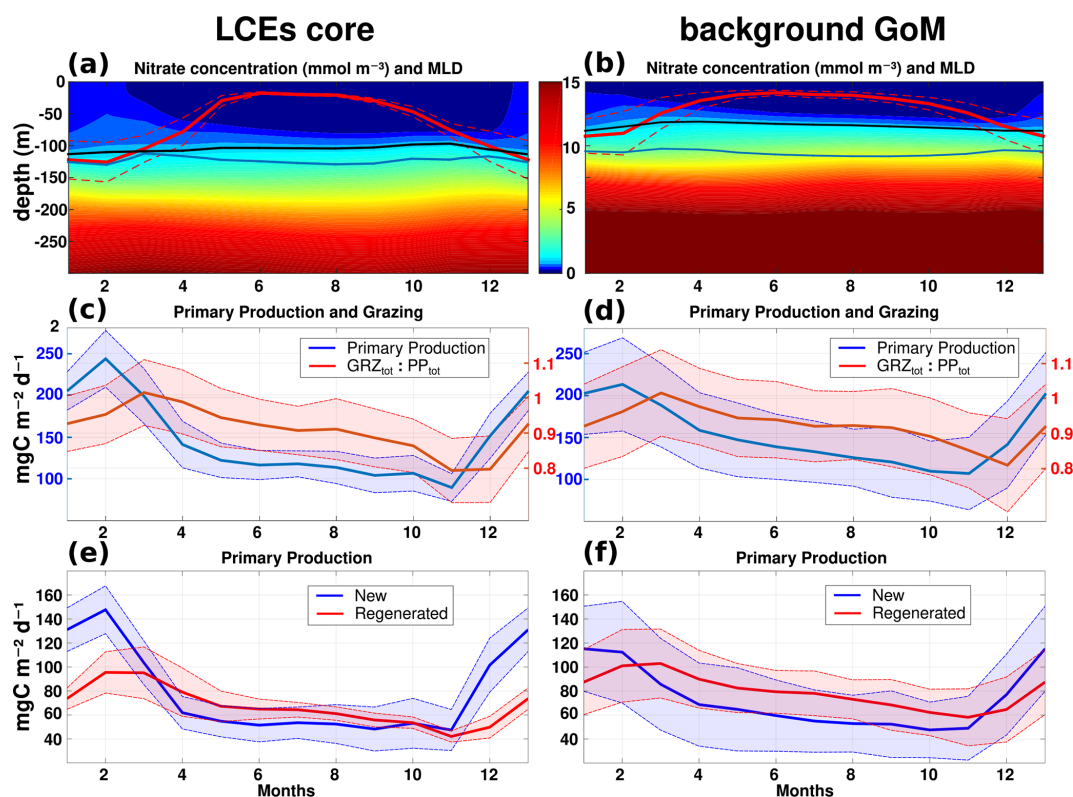 LCEs core
background GoM
(a)
Nitrate concentration (mmol m⁻³) and MLD
(b)
Nitrate concentration (mmol m⁻³) and MLD
depth (m)
0
-50
-100
-150
-200
-250
2 4 6 8 10 12
15
10
5
0
2 4 6 8 10 12
(c)
Primary Production and Grazing
(d)
Primary Production and Grazing
mgC m⁻² d⁻¹
2
250
200
150
100
Primary Production
GRZtot : PPtot
1.1
1
0.9
0.8
2 4 6 8 10 12
250
200
150
100
Primary Production
GRZtot : PPtot
1.1
1
0.9
0.8
2 4 6 8 10 12
(e)
Primary Production
(f)
Primary Production
mgC m⁻² d⁻¹
160
140
120
100
80
60
40
New
Regenerated
2 4 6 8 10 12
Months
160
140
120
100
80
60
40
New
Regenerated
2 4 6 8 10 12
Months